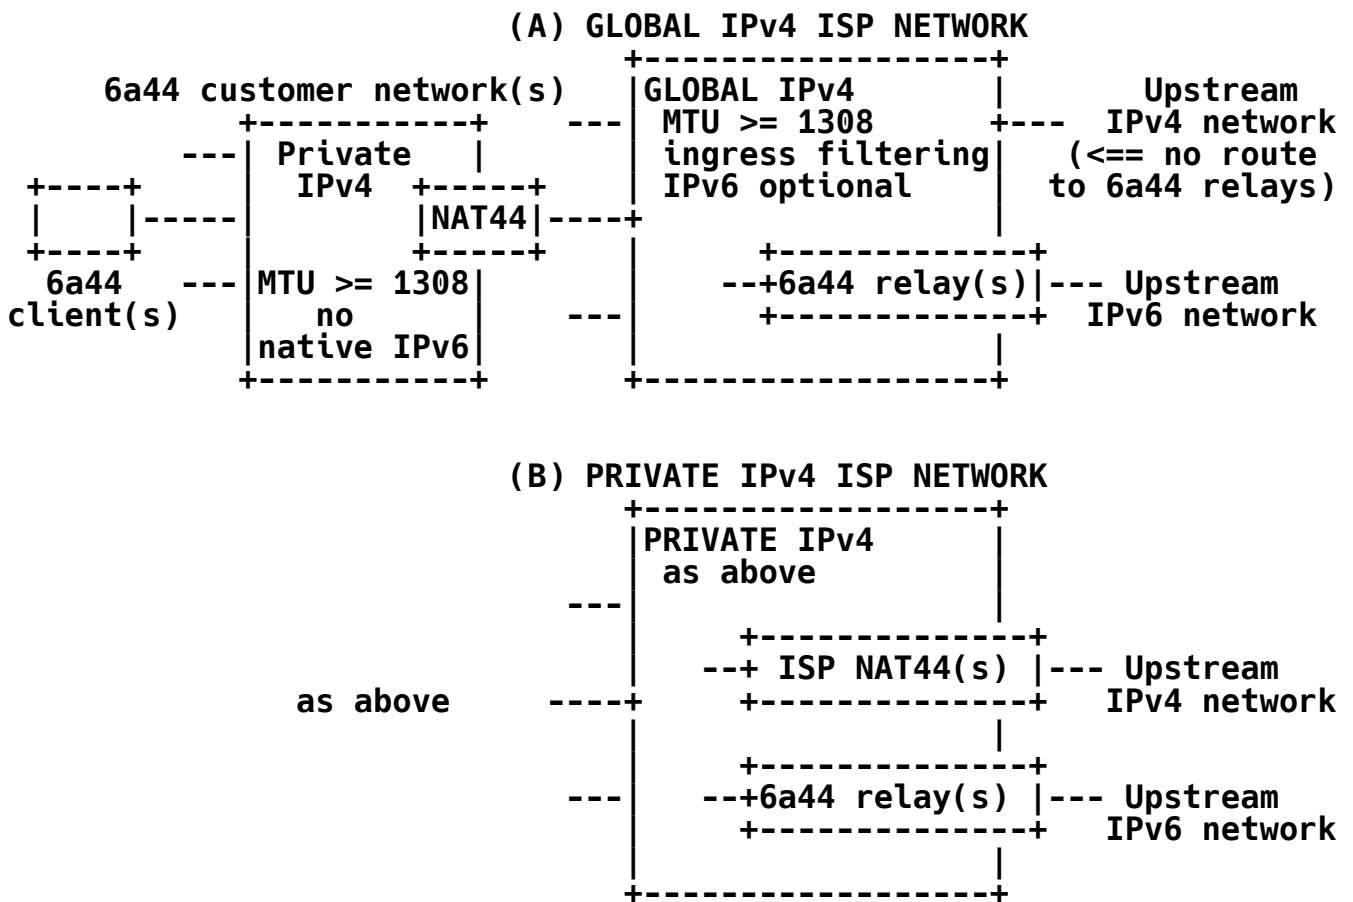 (A) GLOBAL IPv4 ISP NETWORK
+------------------+
6a44 customer network(s)   |GLOBAL IPv4       |       Upstream
+-----------+    ---| MTU >= 1308      +---  IPv4 network
---| Private   |       | ingress filtering|   (<== no route
+----+     |  IPv4  +-----+    | IPv6 optional    |  to 6a44 relays)
|    |-----|        |NAT44|----+                  |
+----+     |        +-----+    |      +-------------+
6a44   ---|MTU >= 1308|       |    --+6a44 relay(s)|--- Upstream
client(s)   |   no      |    ---|      +-------------+  IPv6 network
|native IPv6|       |                  |
+-----------+       +------------------+
(B) PRIVATE IPv4 ISP NETWORK
+------------------+
|PRIVATE IPv4      |
| as above         |
---|                  |
|     +--------------+
|   --+ ISP NAT44(s) |--- Upstream
as above     ----+     +--------------+   IPv4 network
|                  |
|     +--------------+
---|   --+6a44 relay(s) |--- Upstream
|     +--------------+   IPv6 network
|                  |
+------------------+